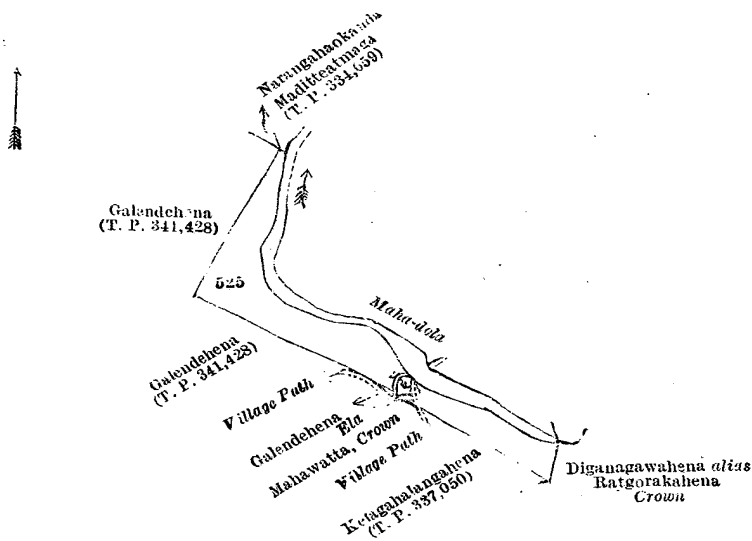 Narangahaokanda
Maditteatmaga
(T. P. 334,659)
Galendehena
(T. P. 341,428)
525
Maha-dola
Galendehena
(T. P. 341,428)
Village Path
Galendehena
Ela
Mahawatta, Crown
Village Path
Ketagahalangahena
(T. P. 337,050)
Diganagawahena alias
Ratgorakahena
Crown